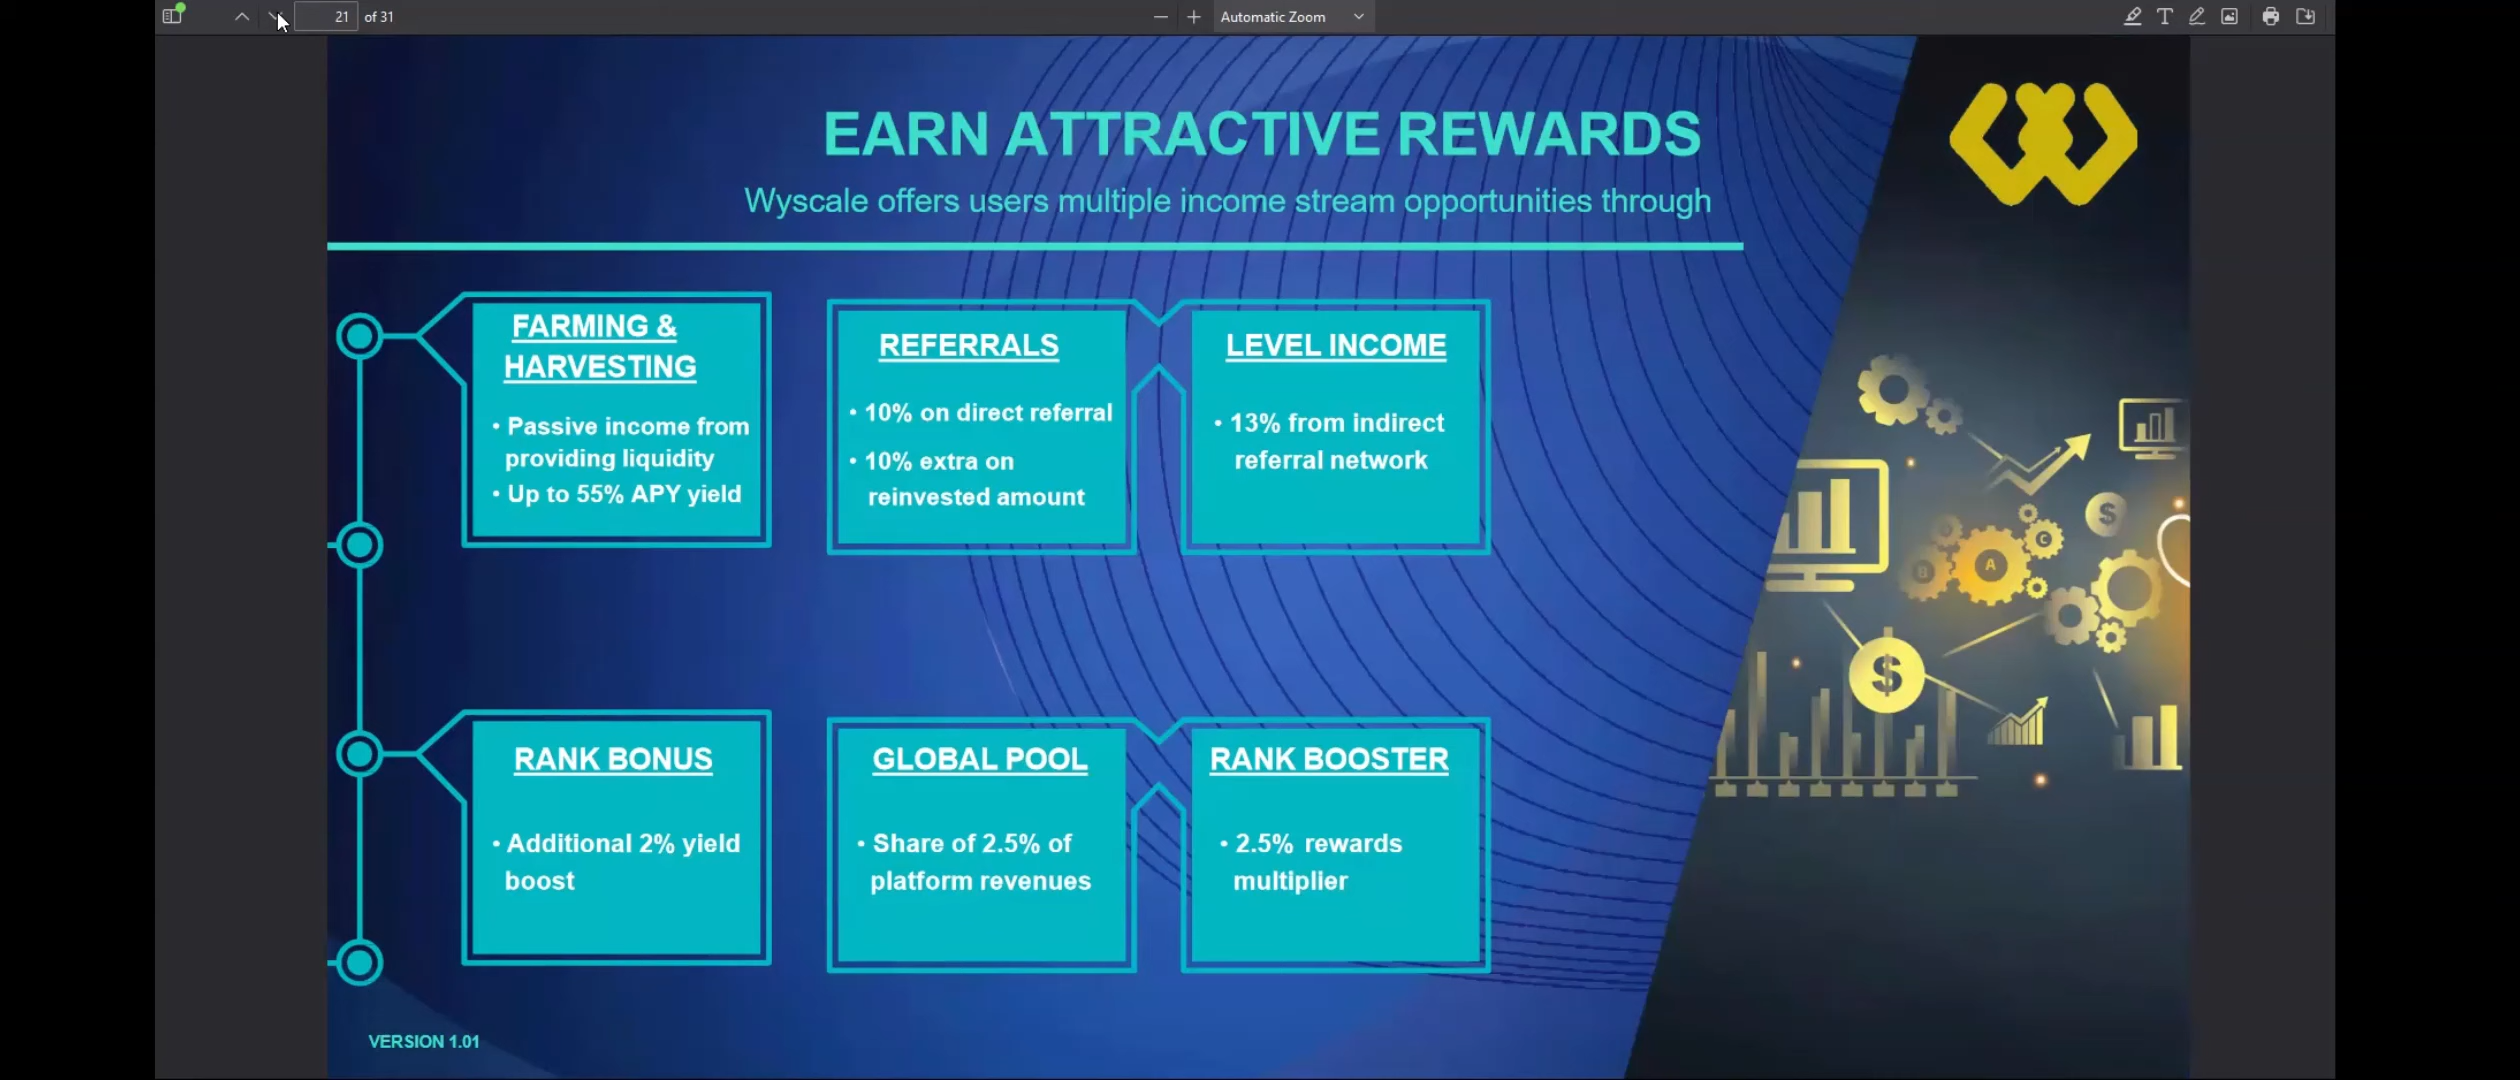 21 of 31
Automatic Zoom
EARN ATTRACTIVE REWARDS
Wyscale offers users multiple income stream opportunities through
FARMING &
HARVESTING
• Passive income from
providing liquidity
• Up to 55% APY yield
REFERRALS
• 10% on direct referral
• 10% extra on
reinvested amount
LEVEL INCOME
• 13% from indirect
referral network
RANK BONUS
• Additional 2% yield
boost
GLOBAL POOL
• Share of 2.5% of
platform revenues
RANK BOOSTER
• 2.5% rewards
multiplier
$
C
A
B
$
VERSION 1.01